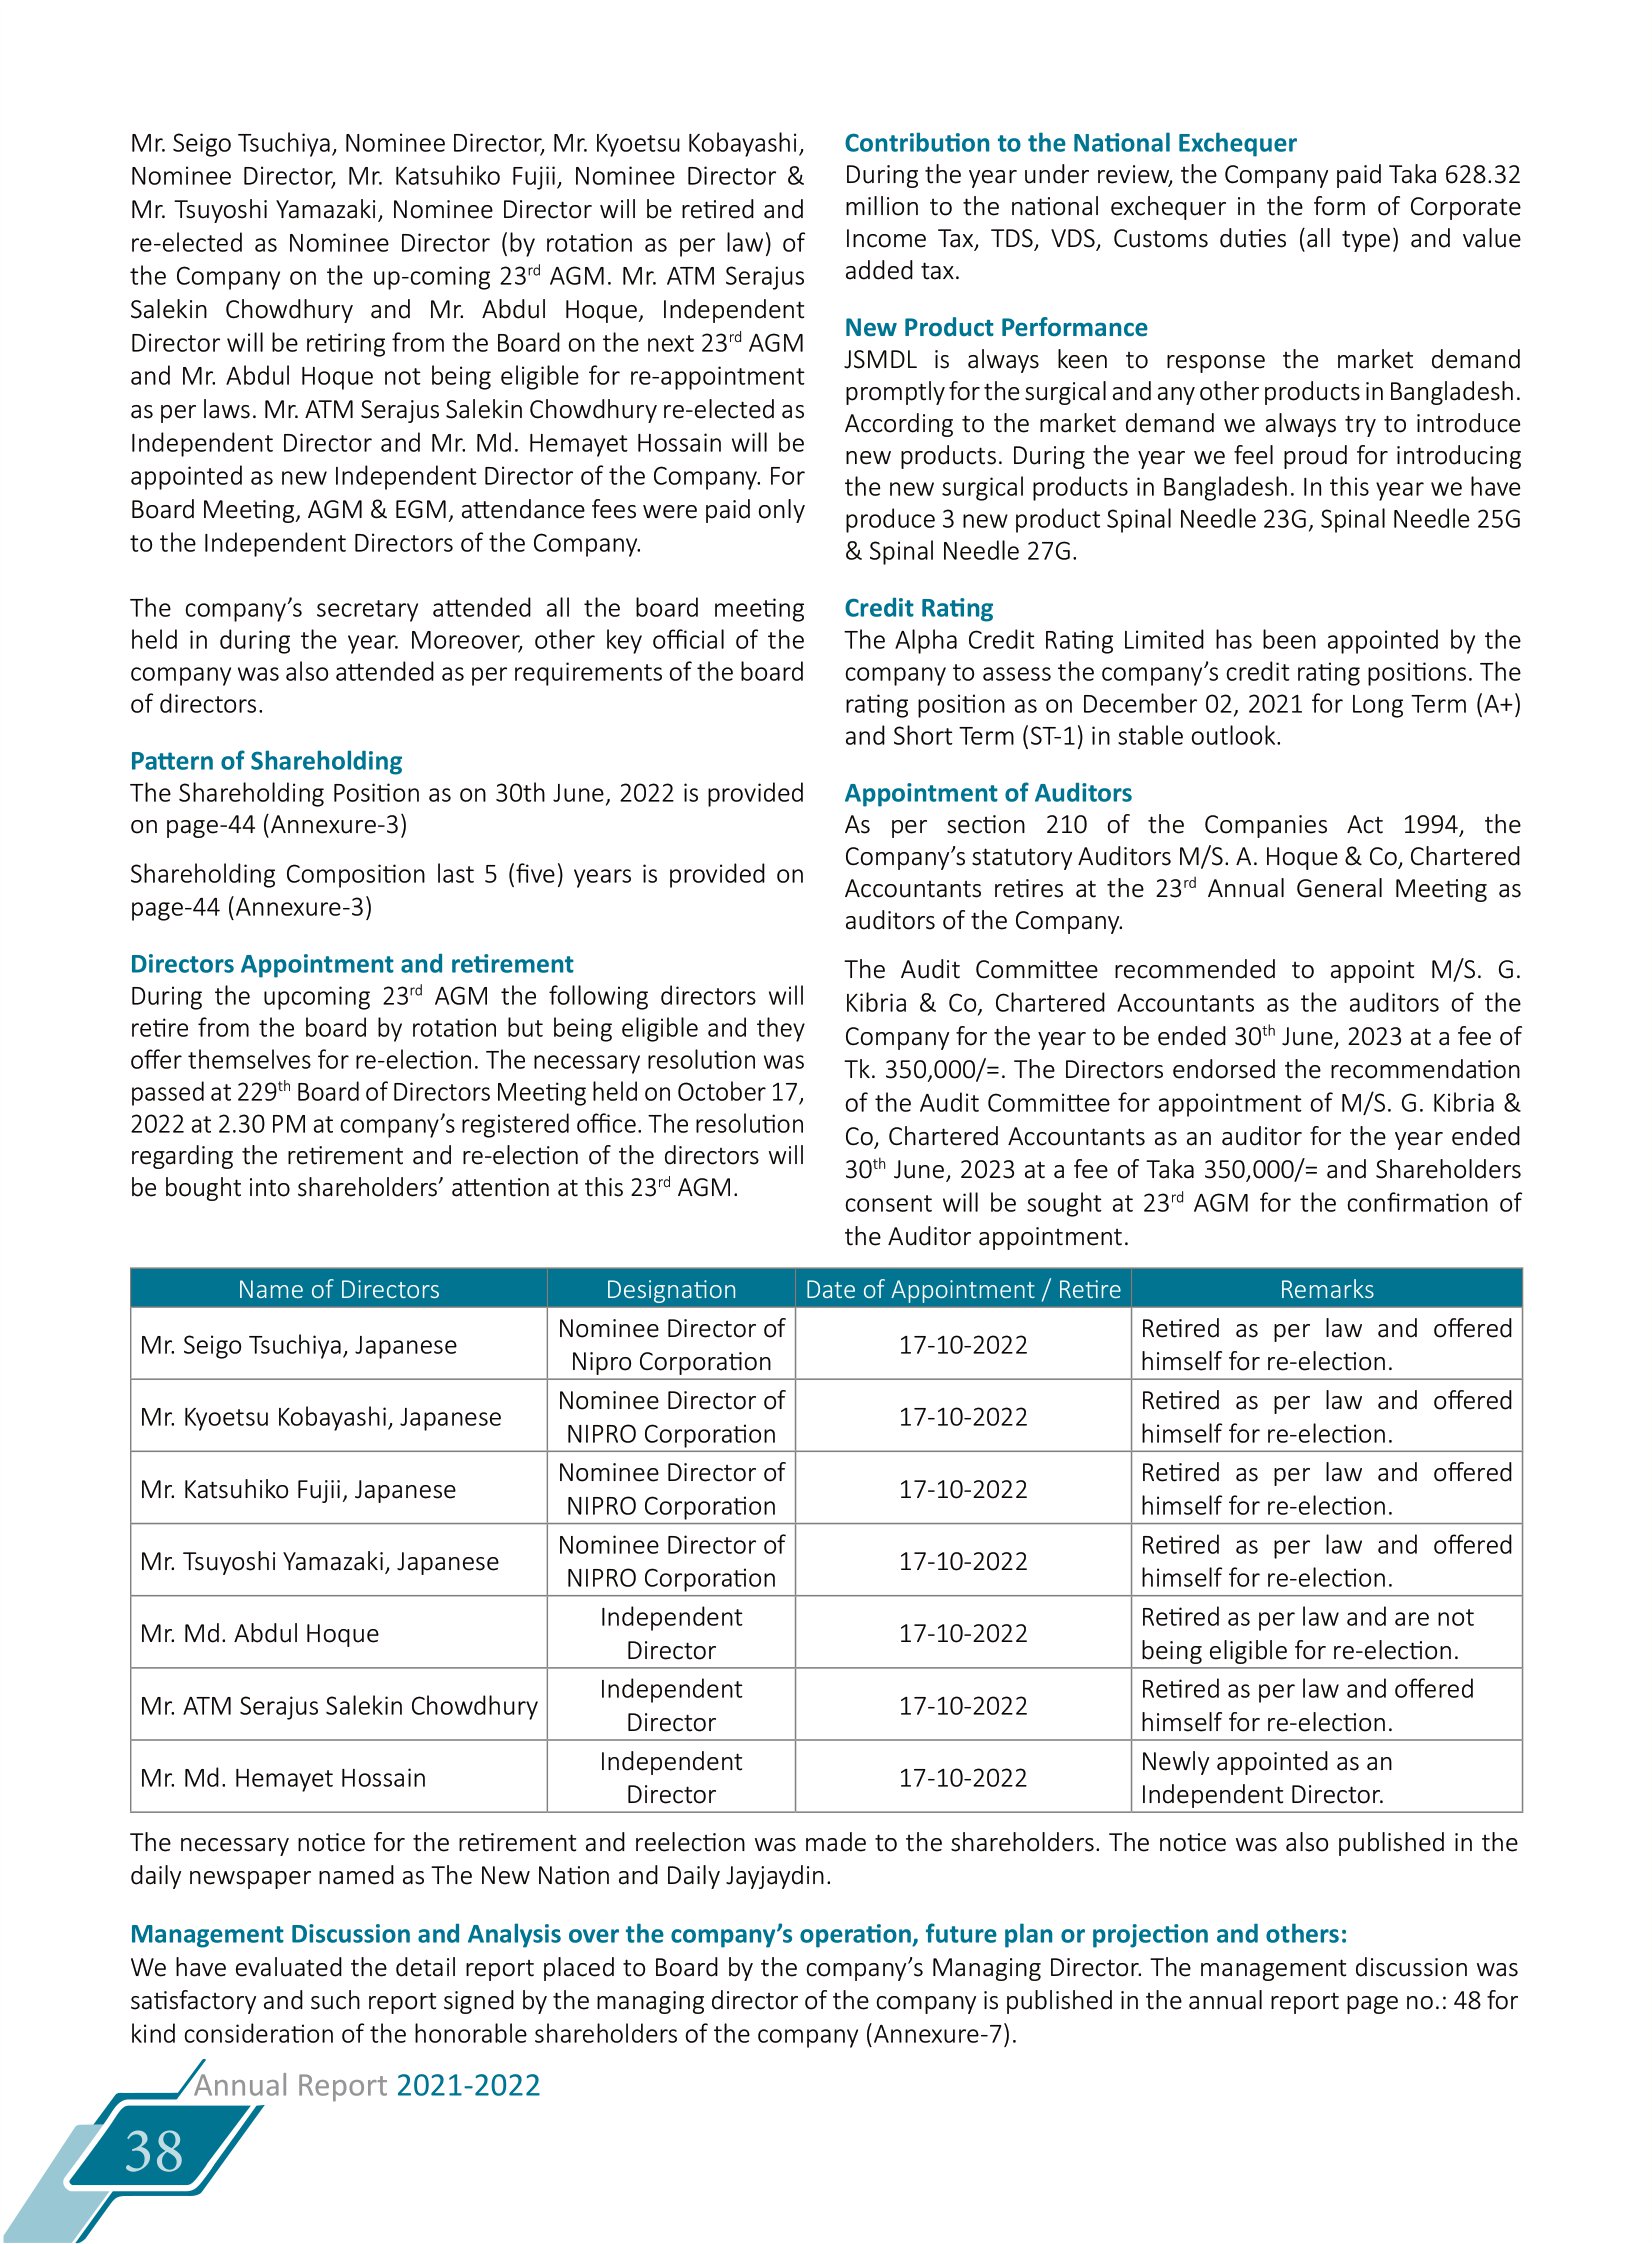 Mr. Seigo Tsuchiya, Nominee Director, Mr. Kyoetsu Kobayashi,
Nominee Director, Mr. Katsuhiko Fujii, Nominee Director &
Mr. Tsuyoshi Yamazaki, Nominee Director will be retired and
re-elected as Nominee Director (by rotation as per law) of
the Company on the up-coming 23rd AGM. Mr. ATM Serajus
Salekin Chowdhury and Mr. Abdul Hoque, Independent
Director will be retiring from the Board on the next 23rd AGM
and Mr. Abdul Hoque not being eligible for re-appointment
as per laws. Mr. ATM Serajus Salekin Chowdhury re-elected as
Independent Director and Mr. Md. Hemayet Hossain will be
appointed as new Independent Director of the Company. For
Board Meeting, AGM & EGM, attendance fees were paid only
to the Independent Directors of the Company.
The company’s secretary attended all the board meeting
held in during the year. Moreover, other key official of the
company was also attended as per requirements of the board
of directors.
Pattern of Shareholding
The Shareholding Position as on 30th June, 2022 is provided
on page-44 (Annexure-3)
Shareholding Composition last 5 (five) years is provided on
page-44 (Annexure-3)
Directors Appointment and retirement
During the upcoming 23rd AGM the following directors will
retire from the board by rotation but being eligible and they
offer themselves for re-election. The necessary resolution was
passed at 229th Board of Directors Meeting held on October 17,
2022 at 2.30 PM at company’s registered office. The resolution
regarding the retirement and re-election of the directors will
be bought into shareholders’ attention at this 23rd AGM.
Contribution to the National Exchequer
During the year under review, the Company paid Taka 628.32
million to the national exchequer in the form of Corporate
Income Tax, TDS, VDS, Customs duties (all type) and value
added tax.
New Product Performance
JSMDL is always keen to response the market demand
promptly for the surgical and any other products in Bangladesh.
According to the market demand we always try to introduce
new products. During the year we feel proud for introducing
the new surgical products in Bangladesh. In this year we have
produce 3 new product Spinal Needle 23G, Spinal Needle 25G
& Spinal Needle 27G.
Credit Rating
The Alpha Credit Rating Limited has been appointed by the
company to assess the company’s credit rating positions. The
rating position as on December 02, 2021 for Long Term (A+)
and Short Term (ST-1) in stable outlook.
Appointment of Auditors
As per section 210 of the Companies Act 1994, the
Company’s statutory Auditors M/S. A. Hoque & Co, Chartered
Accountants retires at the 23rd Annual General Meeting as
auditors of the Company.
The Audit Committee recommended to appoint M/S. G.
Kibria & Co, Chartered Accountants as the auditors of the
Company for the year to be ended 30th June, 2023 at a fee of
Tk. 350,000/=. The Directors endorsed the recommendation
of the Audit Committee for appointment of M/S. G. Kibria &
Co, Chartered Accountants as an auditor for the year ended
30th June, 2023 at a fee of Taka 350,000/= and Shareholders
consent will be sought at 23rd AGM for the confirmation of
the Auditor appointment.
Name of Directors Designation Date of Appointment / Retire Remarks
Mr. Seigo Tsuchiya, Japanese
Nominee Director of
Nipro Corporation
17-10-2022
Retired as per law and offered
himself for re-election.
Mr. Kyoetsu Kobayashi, Japanese
Nominee Director of
NIPRO Corporation
17-10-2022
Retired as per law and offered
himself for re-election.
Mr. Katsuhiko Fujii, Japanese
Nominee Director of
NIPRO Corporation
17-10-2022
Retired as per law and offered
himself for re-election.
Mr. Tsuyoshi Yamazaki, Japanese
Nominee Director of
NIPRO Corporation
17-10-2022
Retired as per law and offered
himself for re-election.
Mr. Md. Abdul Hoque
Independent
Director
17-10-2022
Retired as per law and are not
being eligible for re-election.
Mr. ATM Serajus Salekin Chowdhury
Independent
Director
17-10-2022
Retired as per law and offered
himself for re-election.
Mr. Md. Hemayet Hossain
Independent
Director
17-10-2022
Newly appointed as an
Independent Director.
The necessary notice for the retirement and reelection was made to the shareholders. The notice was also published in the
daily newspaper named as The New Nation and Daily Jayjaydin.
Management Discussion and Analysis over the company’s operation, future plan or projection and others:
We have evaluated the detail report placed to Board by the company’s Managing Director. The management discussion was
satisfactory and such report signed by the managing director of the company is published in the annual report page no.: 48 for
kind consideration of the honorable shareholders of the company (Annexure-7).
Annual Report 2021-2022
38